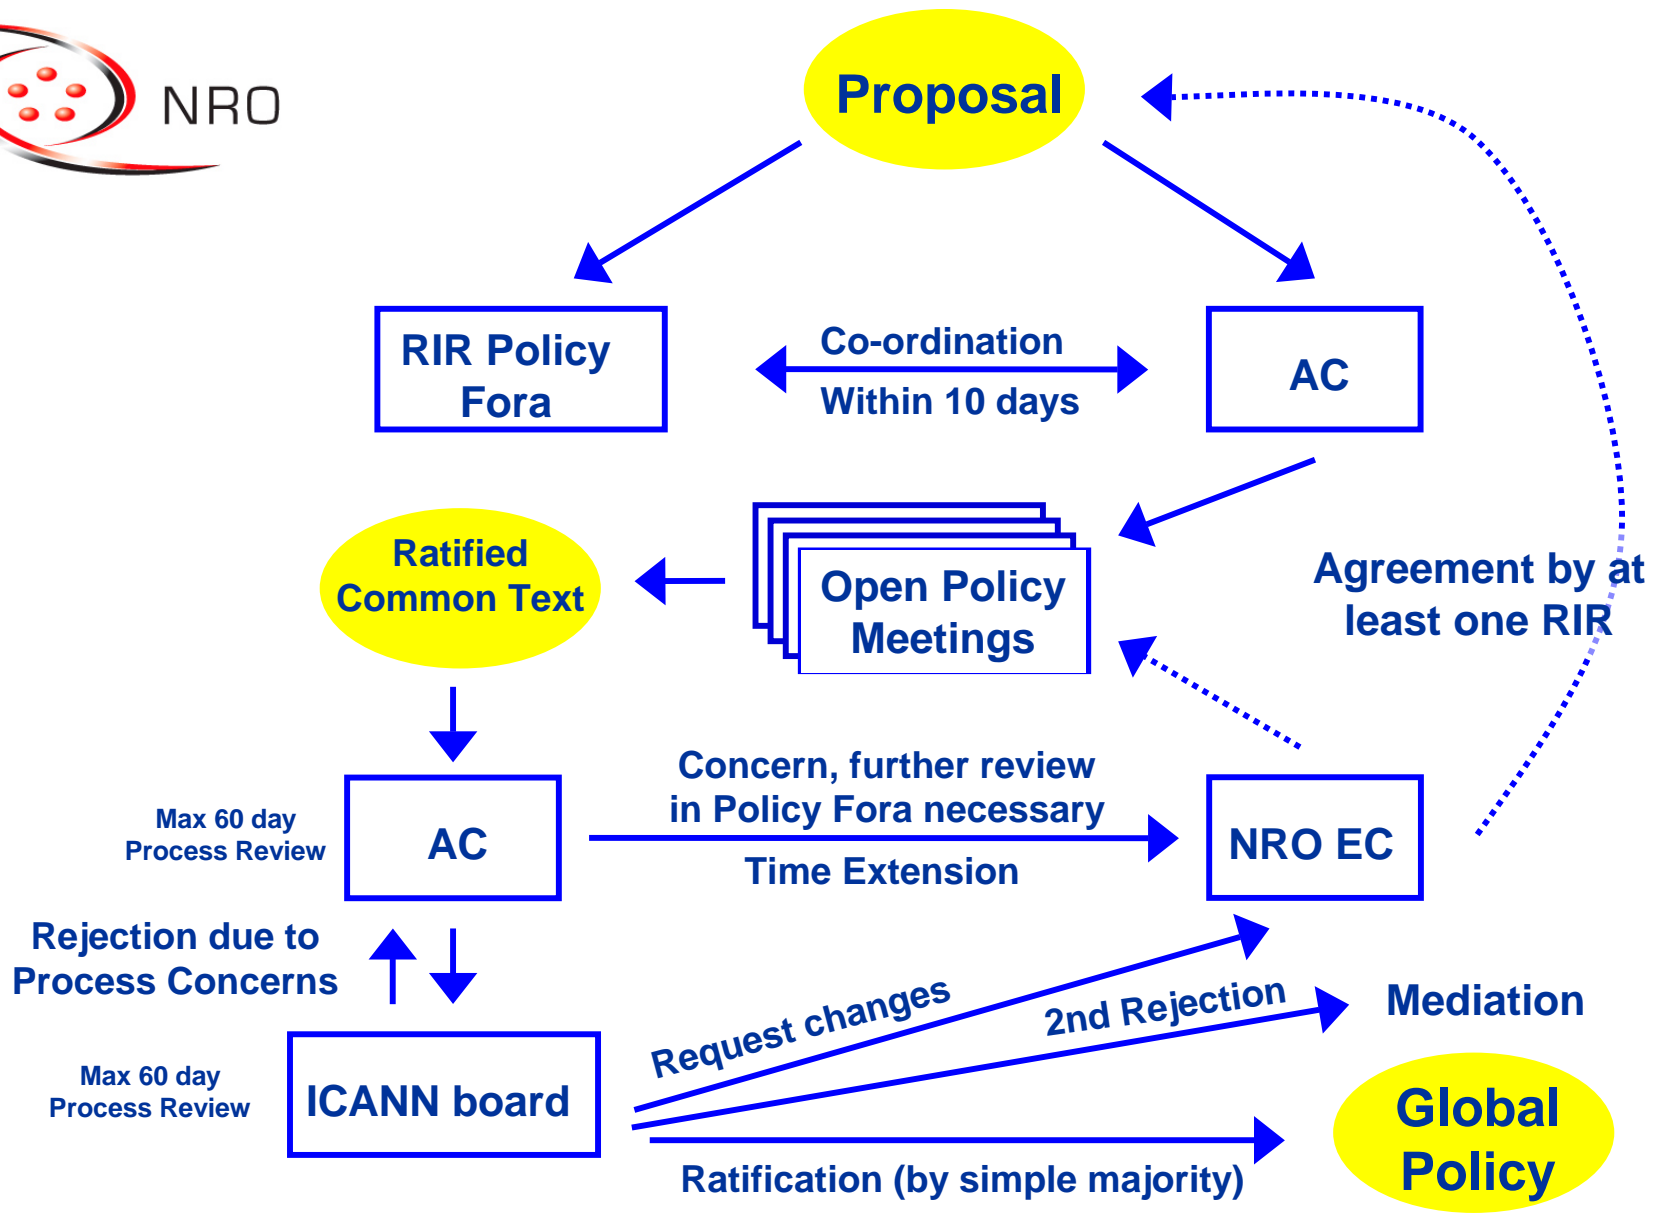 NRO
Proposal
RIR Policy
Fora
Co-ordination
Within 10 days
AC
Ratified
Common Text
Open Policy
Meetings
Agreement by at
least one RIR
Max 60 day
Process Review
AC
Concern, further review
in Policy Fora necessary
Time Extension
NRO EC
Rejection due to
Process Concerns
Request changes
2nd Rejection
Mediation
Max 60 day
Process Review
ICANN board
Ratification (by simple majority)
Global
Policy